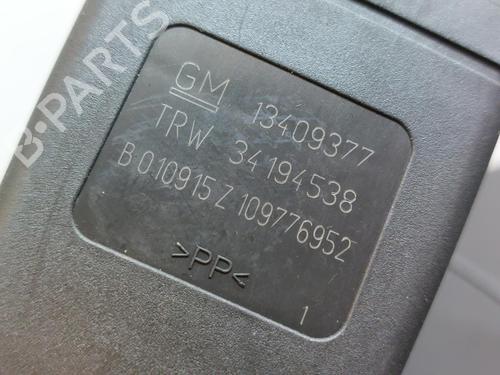 B-PARTS
GM 13409377
TRW 34194538
B 010915 Z 109776952
>PP<
1